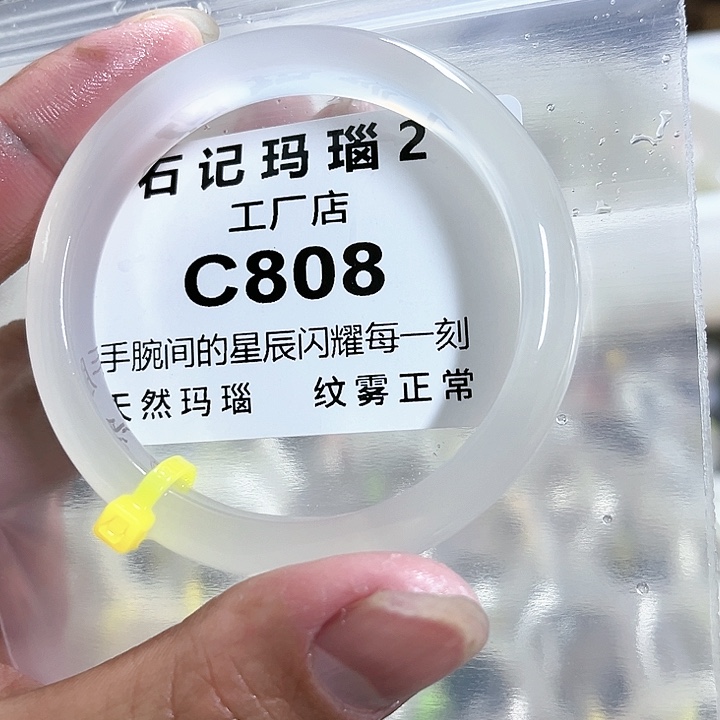 石记玛瑙2
工厂店
C808
手腕间的星辰闪耀每一刻
天然玛瑙 纹雾正常